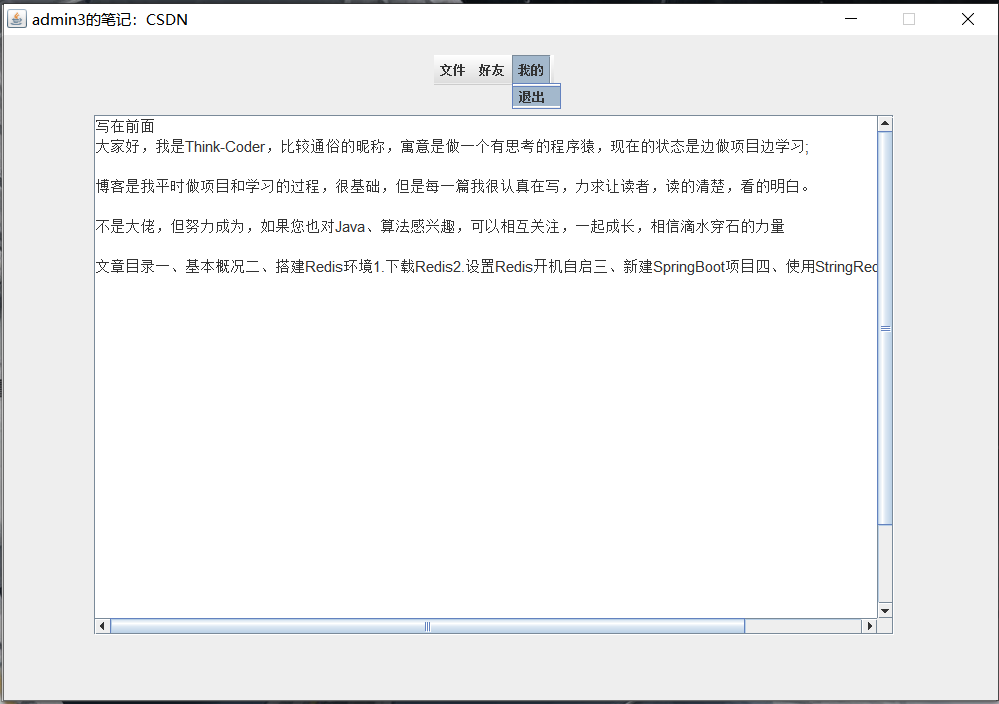 admin3的笔记：CSDN
文件 好友 我的
退出
写在前面
大家好，我是Think-Coder，比较通俗的昵称，寓意是做一个有思考的程序猿，现在的状态是边做项目边学习;
博客是我平时做项目和学习的过程，很基础，但是每一篇我很认真在写，力求让读者，读的清楚，看的明白。
不是大佬，但努力成为，如果您也对Java、算法感兴趣，可以相互关注，一起成长，相信滴水穿石的力量
文章目录一、基本概况二、搭建Redis环境1.下载Redis2.设置Redis开机自启三、新建SpringBoot项目四、使用StringRec